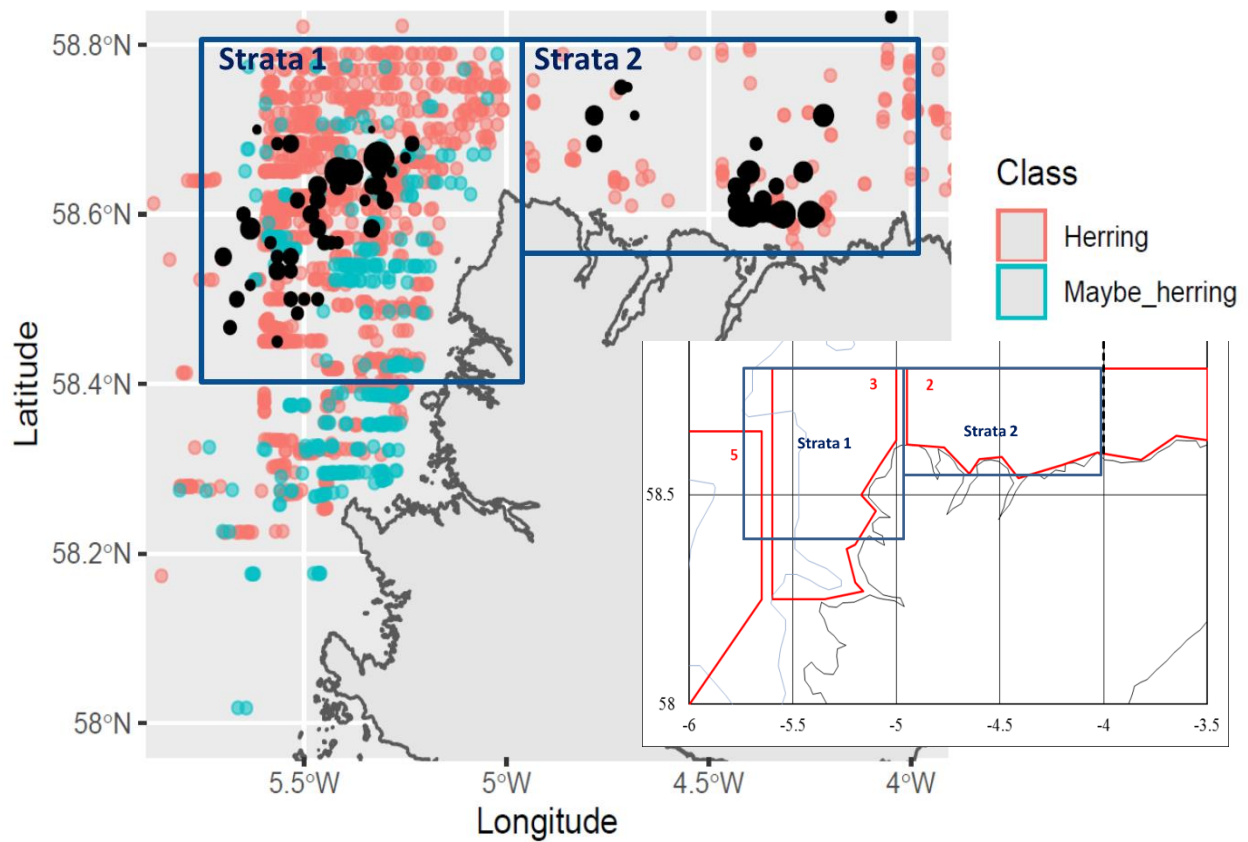 58.8°N
Strata 1
Strata 2
58.6°N
58.4°N
58.2°N
58°N
Latitude
5.5°W
5°W
4.5°W
4°W
Longitude
Class
Herring
Maybe_herring
3
2
5
Strata 1
Strata 2
58.5
58
-6
-5.5
-5
-4.5
-4
-3.5